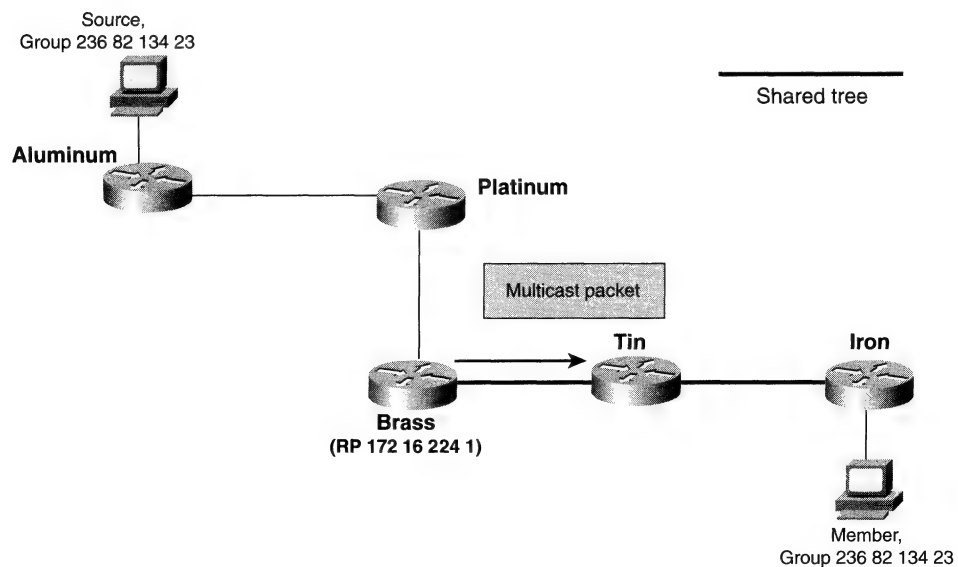 Source,
Group 236 82 134 23
Shared tree
Aluminum
Platinum
Multicast packet
Tin
Iron
Brass
(RP 172 16 224 1)
Member,
Group 236 82 134 23